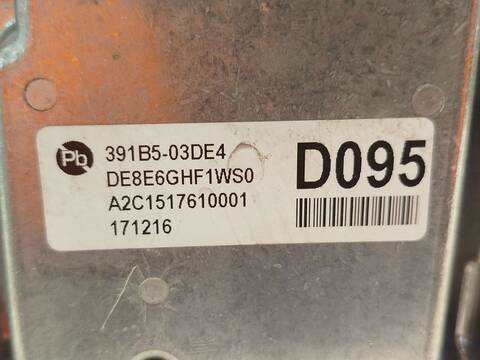 Pb 391B5-03DE4
DE8E6GHF1WS0
A2C1517610001
171216
D095